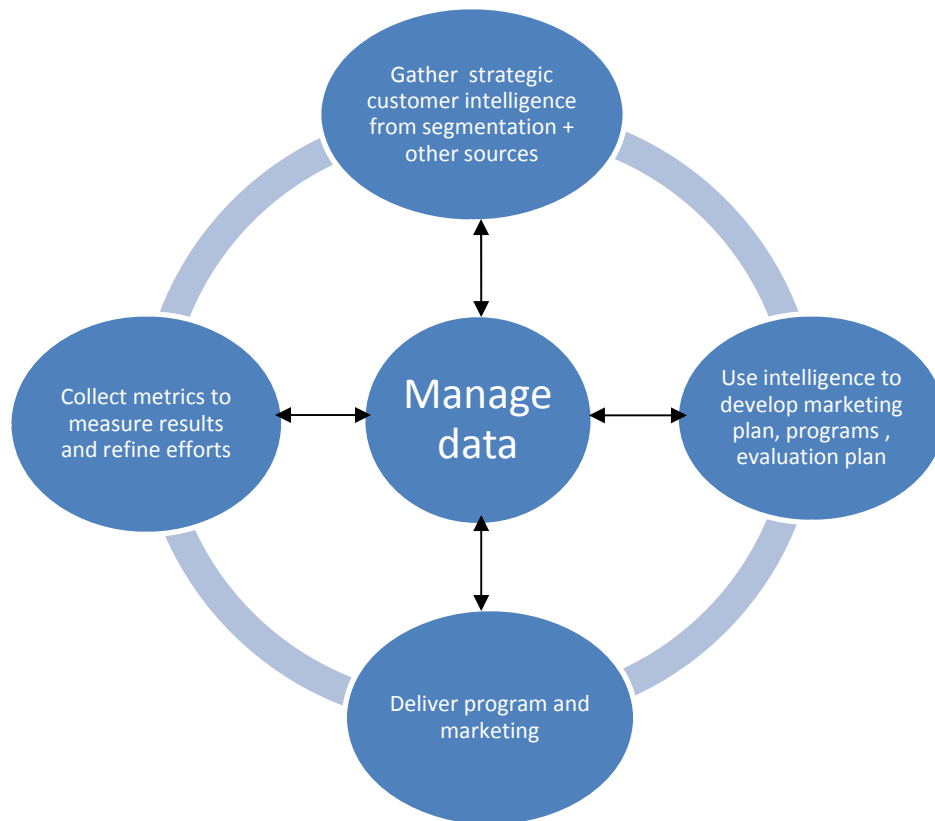 Gather  strategic
customer intelligence
from segmentation +
other sources
Collect metrics to
measure results
and refine efforts
Manage
data
Use intelligence to
develop marketing
plan, programs ,
evaluation plan
Deliver program and
marketing